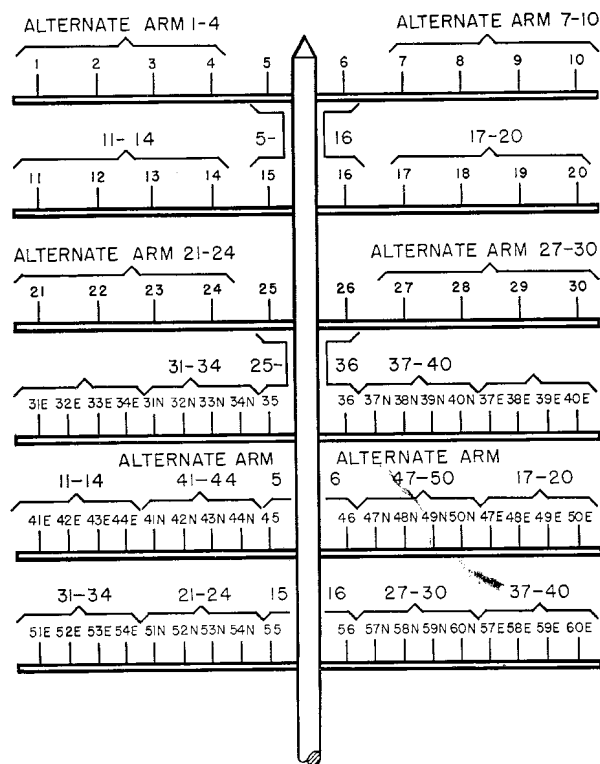 ALTERNATE ARM 1-4 ALTERNATE ARM 7-10
1 2 3 4 5 6 7 8 9 10
11-14 5- 16 17-20
11 12 13 14 15 16 17 18 19 20
ALTERNATE ARM 21-24 ALTERNATE ARM 27-30
21 22 23 24 25 26 27 28 29 30
31-34 25- 36 37-40
31E 32E 33E 34E 31N 32N 33N 34N 35 36 37N 38N 39N 40N 37E 38E 39E 40E
ALTERNATE ARM ALTERNATE ARM
11-14 41-44 5 6 47-50 17-20
41E 42E 43E 44E 41N 42N 43N 44N 45 46 47N 48N 49N 50N 47E 48E 49E 50E
31-34 21-24 15 16 27-30 37-40
51E 52E 53E 54E 51N 52N 53N 54N 55 56 57N 58N 59N 60N 57E 58E 59E 60E